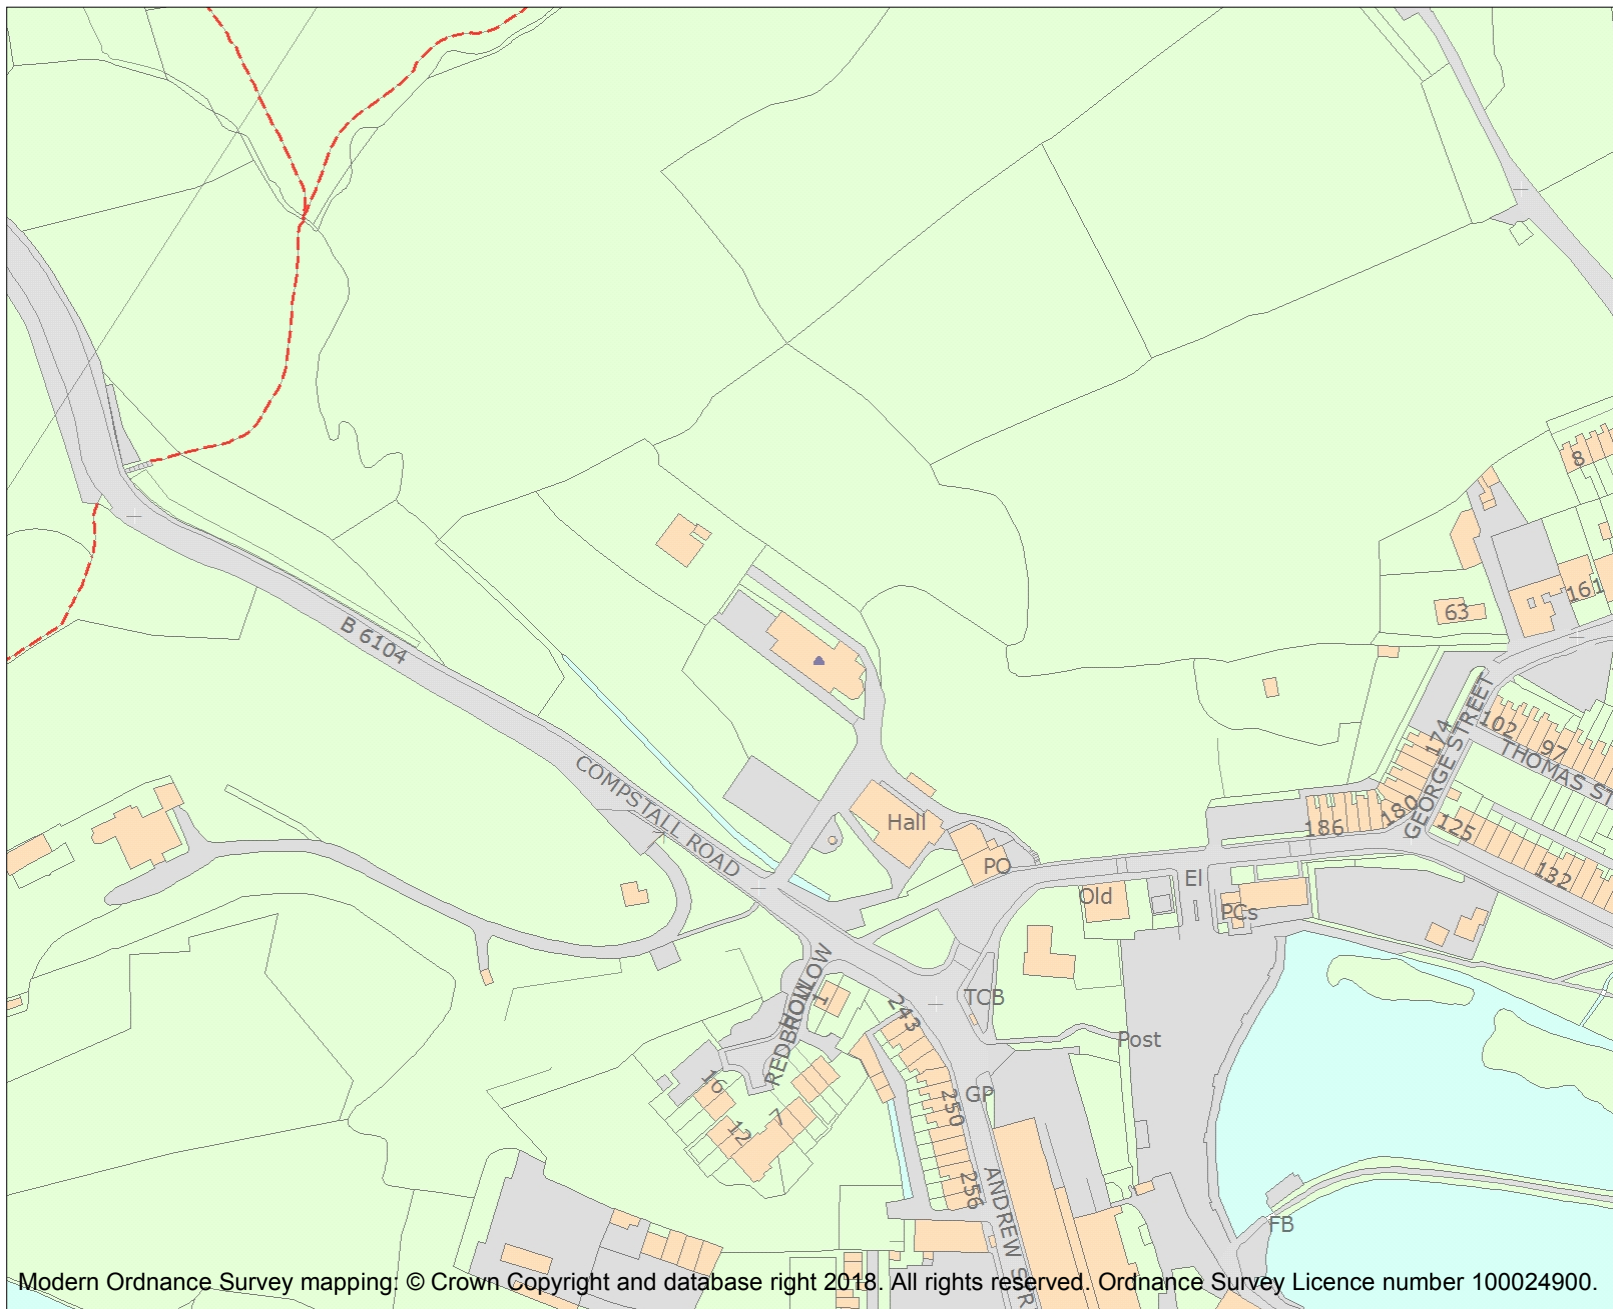 8
161
63
B 6104
GEORGE STREET
174
102
97
THOMAS ST
COMPSTALL ROAD
Hall
186
180
125
PO
132
El
Old
PCs
REDBROW
HOLLOW
1
243
TCB
Post
16
GP
250
7
12
256
ANDREW STR
FB
Modern Ordnance Survey mapping: © Crown Copyright and database right 2018. All rights reserved. Ordnance Survey Licence number 100024900.